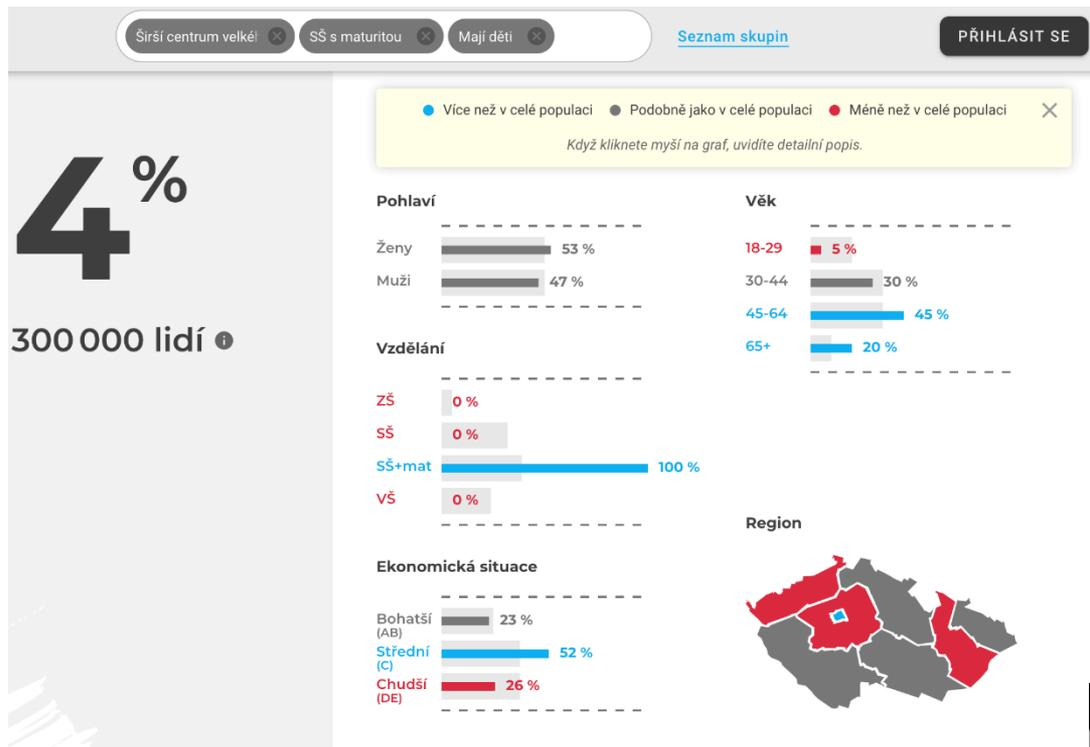 Širší centrum velkéh
SŠ s maturitou
Mají děti
Seznam skupin
PŘIHLÁSIT SE
4%
300 000 lidí
Více než v celé populaci
Podobně jako v celé populaci
Méně než v celé populaci
Když kliknete myší na graf, uvidíte detailní popis.
Pohlaví
Ženy 53 %
Muži 47 %
Vzdělání
ZŠ 0 %
SŠ 0 %
SŠ+mat 100 %
VŠ 0 %
Ekonomická situace
Bohatší 23 %
(AB)
Střední 52 %
(C)
Chudší 26 %
(DE)
Věk
18-29 5 %
30-44 30 %
45-64 45 %
65+ 20 %
Region